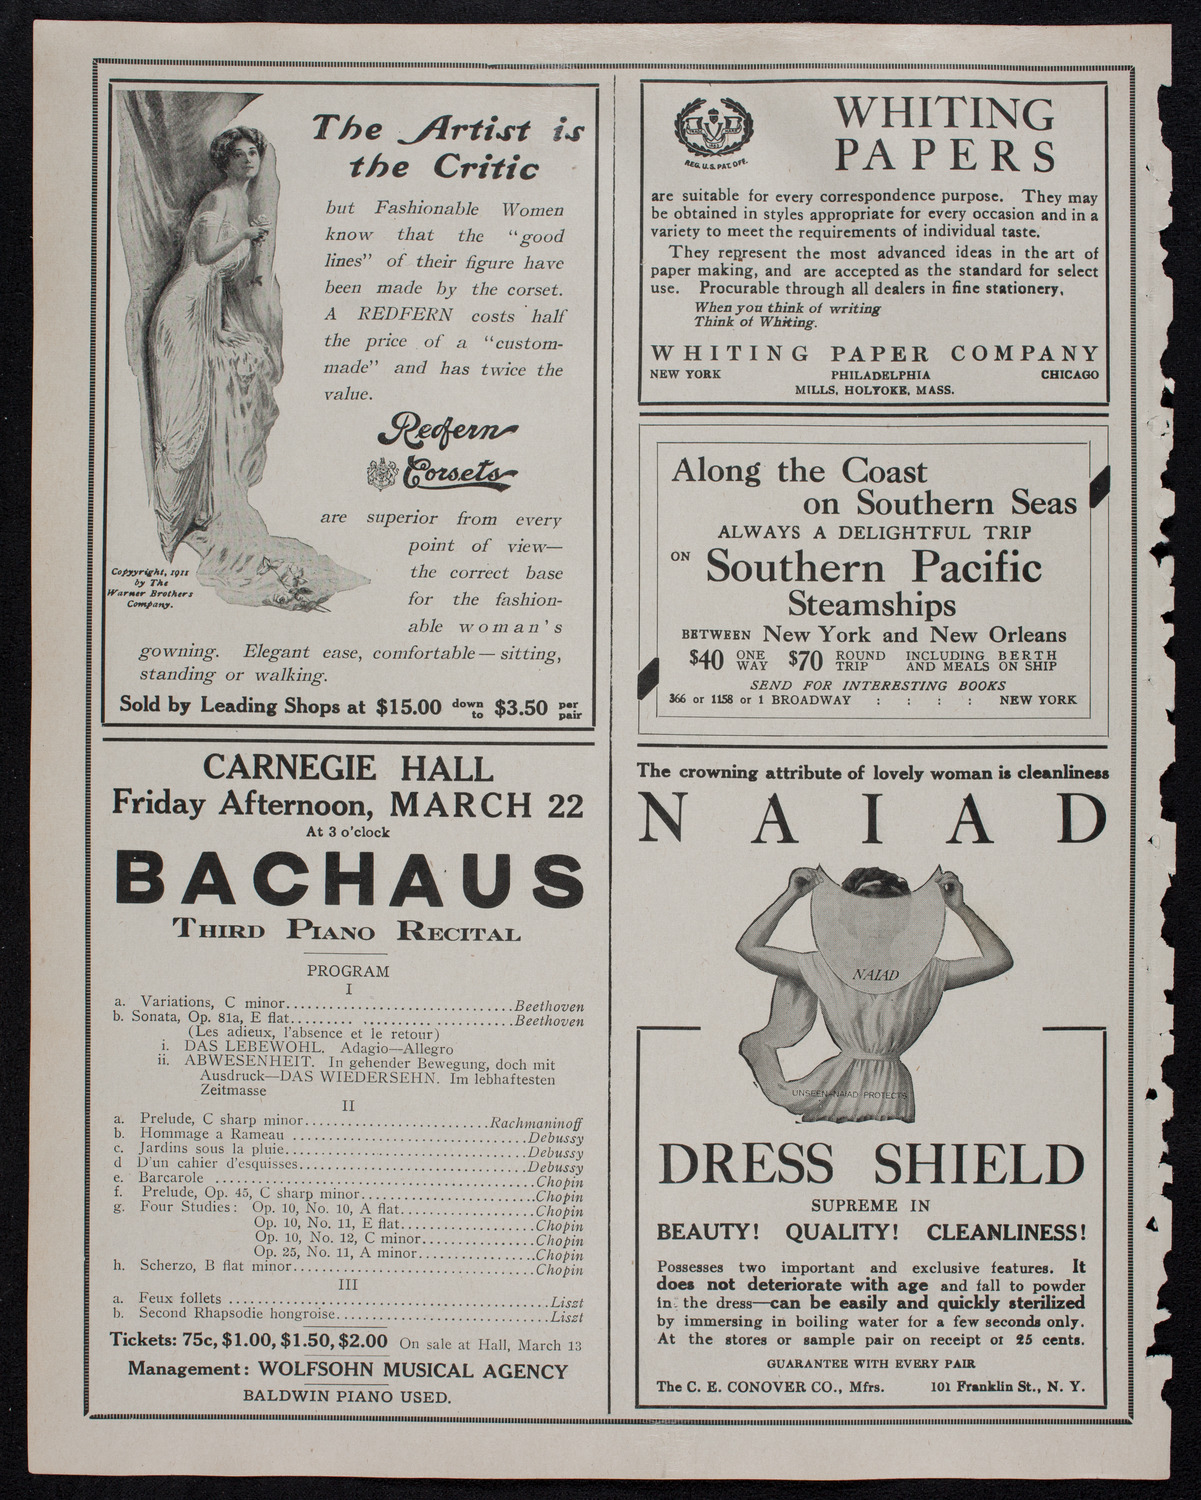 The Artist is
the Critic
but Fashionable Women
know that the "good
lines" of their figure have
been made by the corset.
A REDFERN costs half
the price of a "custom-
made" and has twice the
value.
Redfern
Corsets
are superior from every
point of view—
the correct base
for the fashion-
able woman's
gowning. Elegant ease, comfortable—sitting,
standing or walking.
Copyyright, 1911
by The
Warner Brothers
Company.
Sold by Leading Shops at $15.00 down to $3.50 per pair
CARNEGIE HALL
Friday Afternoon, MARCH 22
At 3 o'clock
BACHAUS
THIRD PIANO RECITAL
PROGRAM
I
a. Variations, C minor..............................Beethoven
b. Sonata, Op. 81a, E flat........ .......... ..........Beethoven
(Les adieux, l'absence et le retour)
i. DAS LEBEWOHL. Adagio—Allegro
ii. ABWESENHEIT. In gehender Bewegung, doch mit
Ausdruck—DAS WIEDERSEHN. Im lebhaftesten
Zeitmasse
II
a. Prelude, C sharp minor........................Rachmaninoff
b. Hommage a Rameau ..............................Debussy
c. Jardins sous la pluie..............................Debussy
d D'un cahier d'esquisses............................Debussy
e. Barcarole ........................................Chopin
f. Prelude, Op. 45, C sharp minor......................Chopin
g. Four Studies: Op. 10, No. 10, A flat..................Chopin
Op. 10, No. 11, E flat..................Chopin
Op. 10, No. 12, C minor...............Chopin
Op. 25, No. 11, A minor...............Chopin
h. Scherzo, B flat minor..............................Chopin
III
a. Feux follets ........................................Liszt
b. Second Rhapsodie hongroise..........................Liszt
Tickets: 75c, $1.00, $1.50, $2.00 On sale at Hall, March 13
Management: WOLFSOHN MUSICAL AGENCY
BALDWIN PIANO USED.
REG. U.S. PAT. OFF.
WHITING
PAPERS
are suitable for every correspondence purpose. They may
be obtained in styles appropriate for every occasion and in a
variety to meet the requirements of individual taste.
They represent the most advanced ideas in the art of
paper making, and are accepted as the standard for select
use. Procurable through all dealers in fine stationery.
When you think of writing
Think of Whiting.
WHITING PAPER COMPANY
NEW YORK PHILADELPHIA CHICAGO
MILLS, HOLYOKE, MASS.
Along the Coast
on Southern Seas
ALWAYS A DELIGHTFUL TRIP
ON Southern Pacific
Steamships
BETWEEN New York and New Orleans
$40 ONE WAY $70 ROUND TRIP INCLUDING BERTH AND MEALS ON SHIP
SEND FOR INTERESTING BOOKS
366 or 1158 or 1 BROADWAY : : : : NEW YORK
The crowning attribute of lovely woman is cleanliness
NAIAD
NAIAD
UNSEEN—NAIAD PROTECTS
DRESS SHIELD
SUPREME IN
BEAUTY! QUALITY! CLEANLINESS!
Possesses two important and exclusive features. It
does not deteriorate with age and fall to powder
in the dress—can be easily and quickly sterilized
by immersing in boiling water for a few seconds only.
At the stores or sample pair on receipt of 25 cents.
GUARANTEE WITH EVERY PAIR
The C. E. CONOVER CO., Mfrs. 101 Franklin St., N. Y.